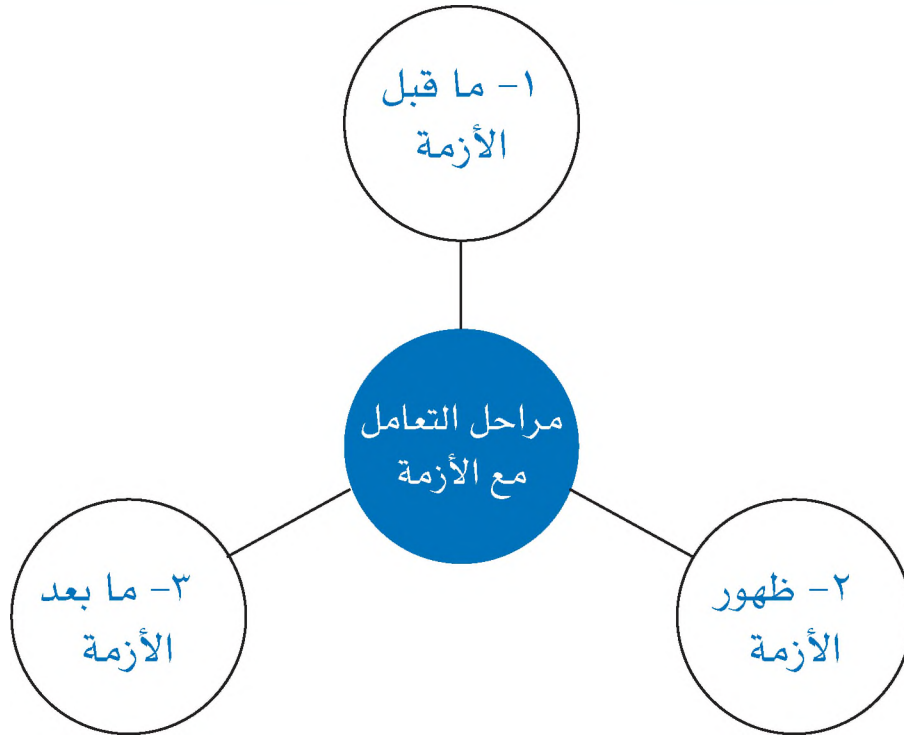 ١- ما قبل
الأزمة
مراحل التعامل
مع الأزمة
٢- ظهور
الأزمة
٣- ما بعد
الأزمة